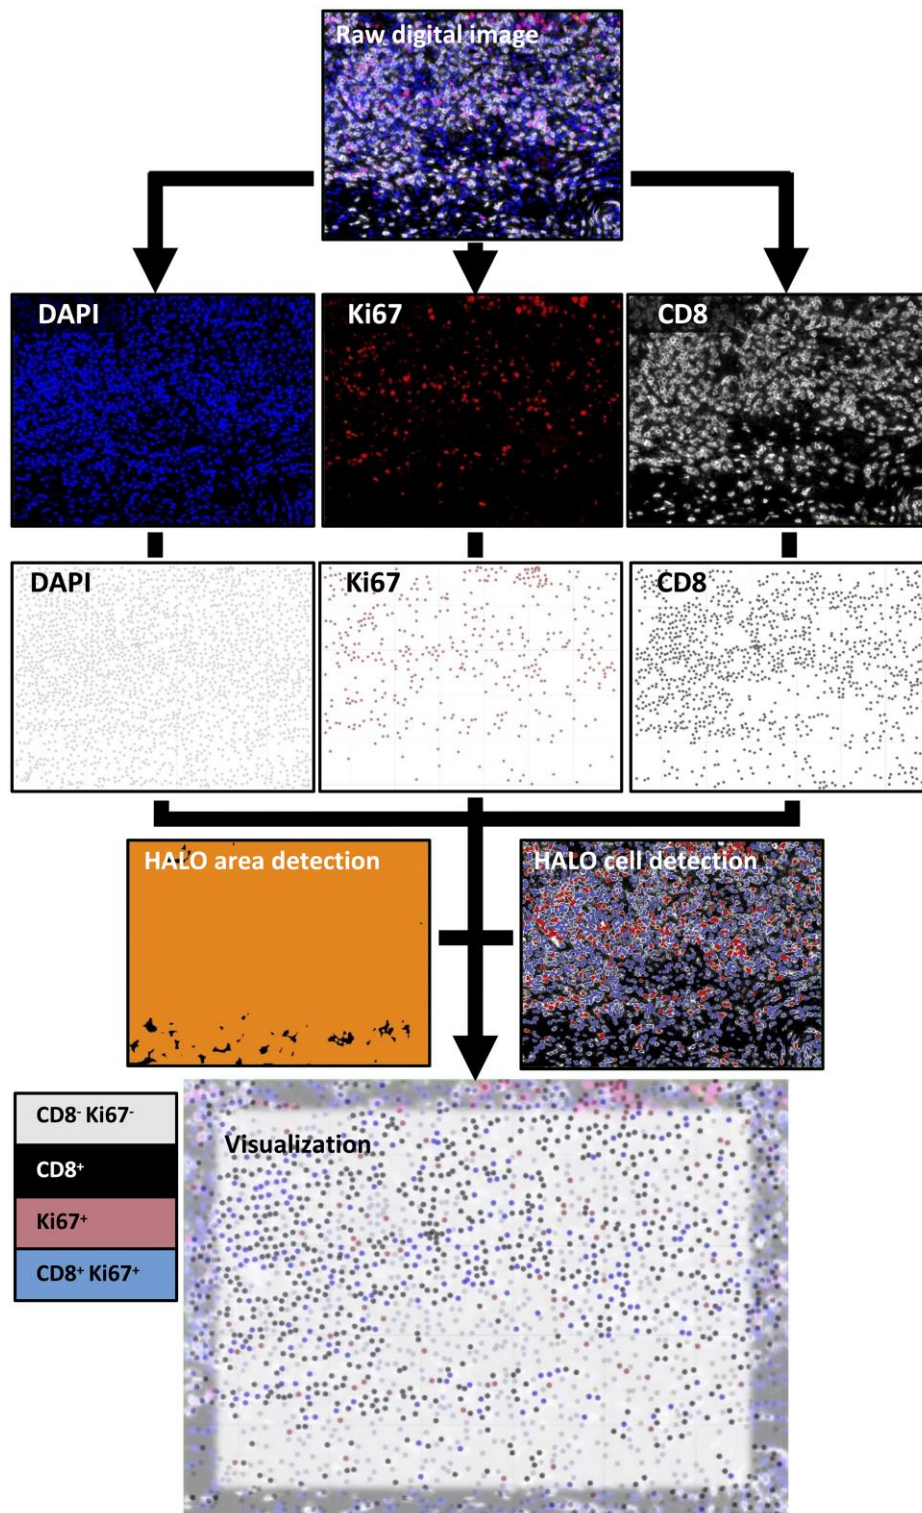 Raw digital image
DAPI
Ki67
CD8
DAPI
Ki67
CD8
HALO area detection
HALO cell detection
CD8⁻ Ki67⁻
CD8⁺
Ki67⁺
CD8⁺ Ki67⁺
Visualization